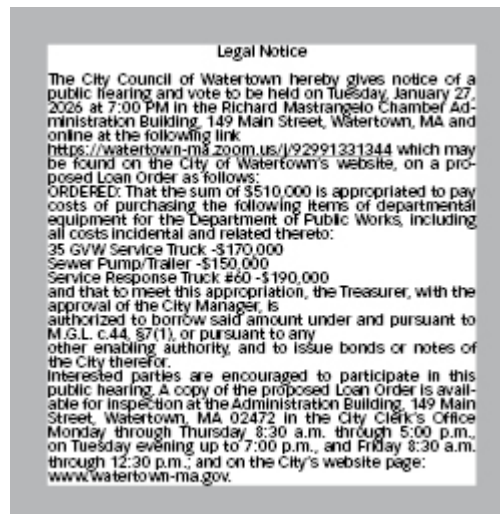 Legal Notice
The City Council of Watertown hereby gives notice of a
public hearing and vote to be held on Tuesday, January 27,
2026 at 7:00 PM in the Richard Mastrangelo Chamber Ad-
ministration Building, 149 Main Street, Watertown, MA and
online at the following link
https://watertown-ma.zoom.us/j/92991331344 which may
be found on the City of Watertown's website, on a pro-
posed Loan Order as follows:
ORDERED: That the sum of $510,000 is appropriated to pay
costs of purchasing the following items of departmental
equipment for the Department of Public Works, including
all costs incidental and related thereto:
35 GVW Service Truck -$170,000
Sewer Pump/Trailer -$150,000
Service Response Truck #60 -$190,000
and that to meet this appropriation, the Treasurer, with the
approval of the City Manager, is
authorized to borrow said amount under and pursuant to
M.G.L. c.44, §7(1), or pursuant to any
other enabling authority, and to issue bonds or notes of
the City therefor.
Interested parties are encouraged to participate in this
public hearing. A copy of the proposed Loan Order is avail-
able for inspection at the Administration Building, 149 Main
Street, Watertown, MA 02472 in the City Clerk's Office
Monday through Thursday 8:30 a.m. through 5:00 p.m.,
on Tuesday evening up to 7:00 p.m., and Friday 8:30 a.m.
through 12:30 p.m.; and on the City's website page:
www.watertown-ma.gov.